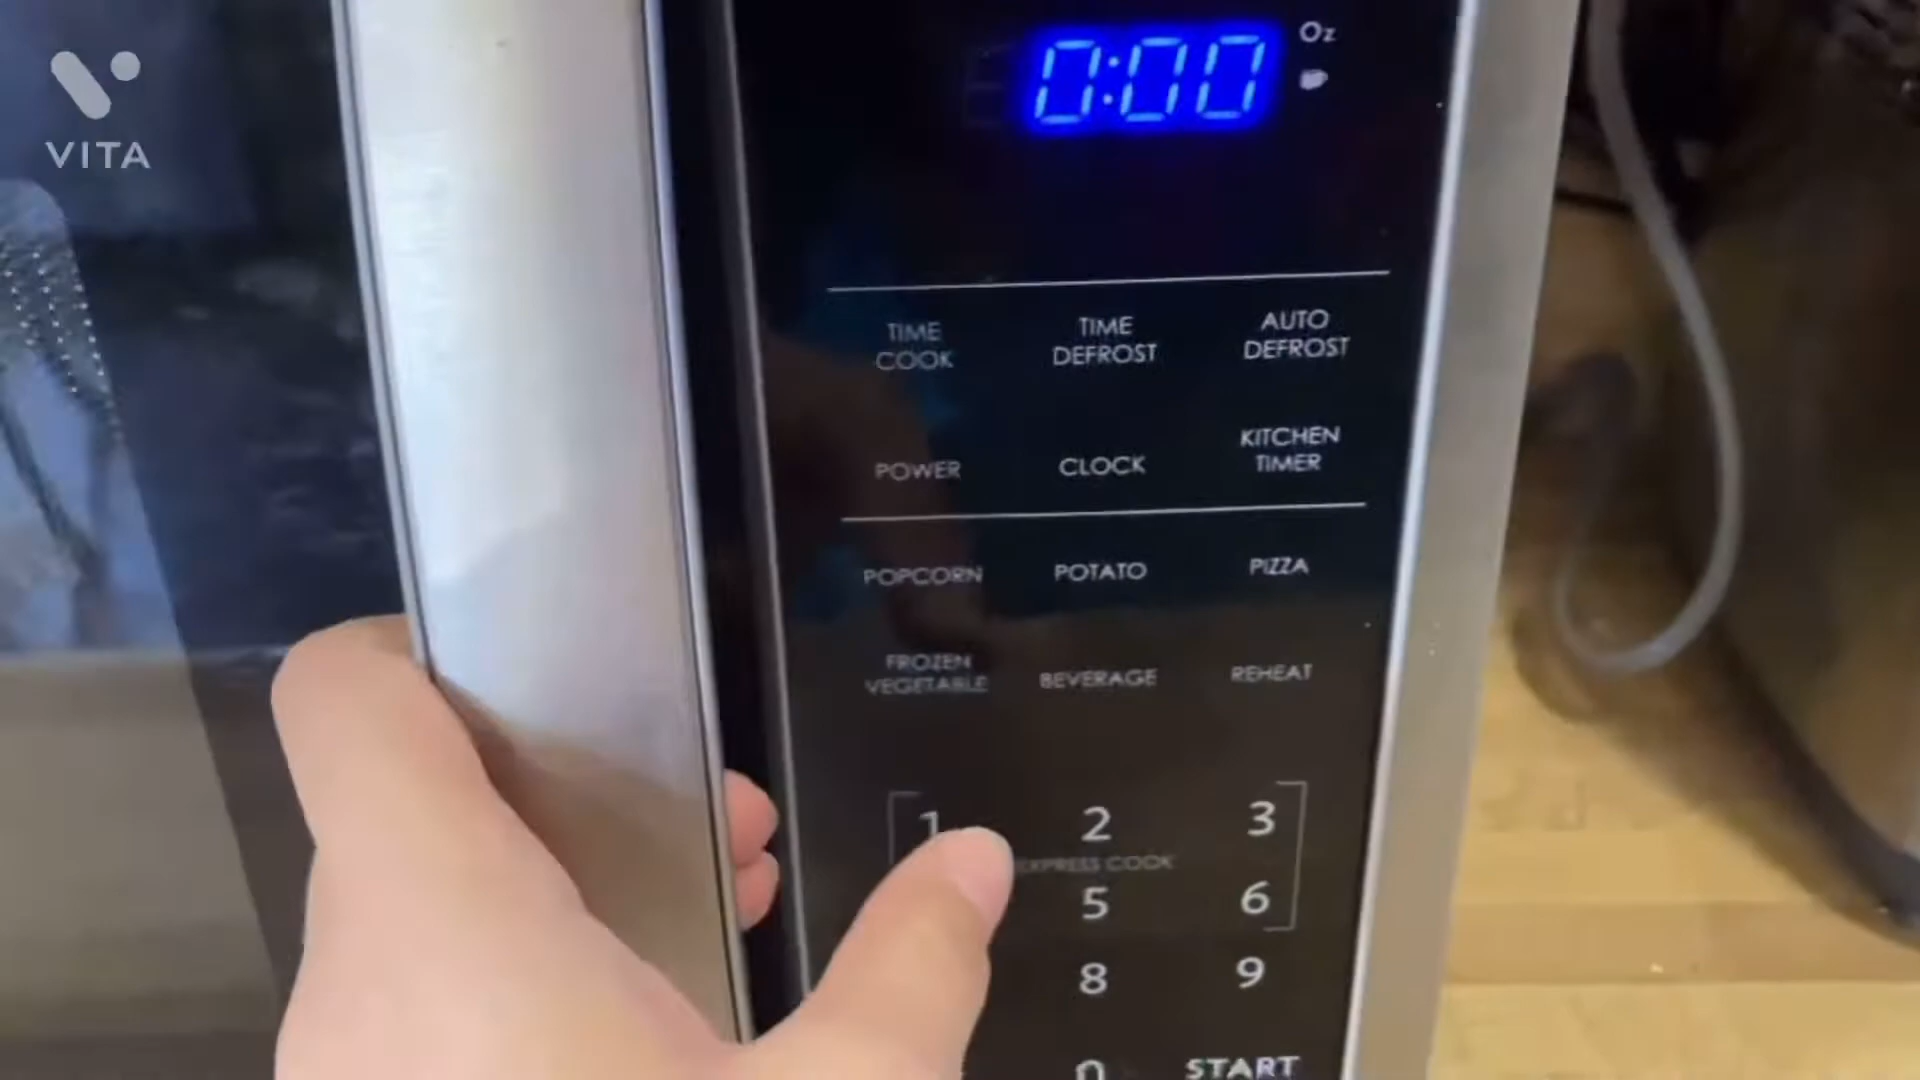 VITA
0:00
Oz
TIME COOK
TIME DEFROST
AUTO DEFROST
POWER
CLOCK
KITCHEN TIMER
POPCORN
POTATO
PIZZA
FROZEN VEGETABLE
BEVERAGE
REHEAT
1
2
3
EXPRESS COOK
5
6
8
9
0
START